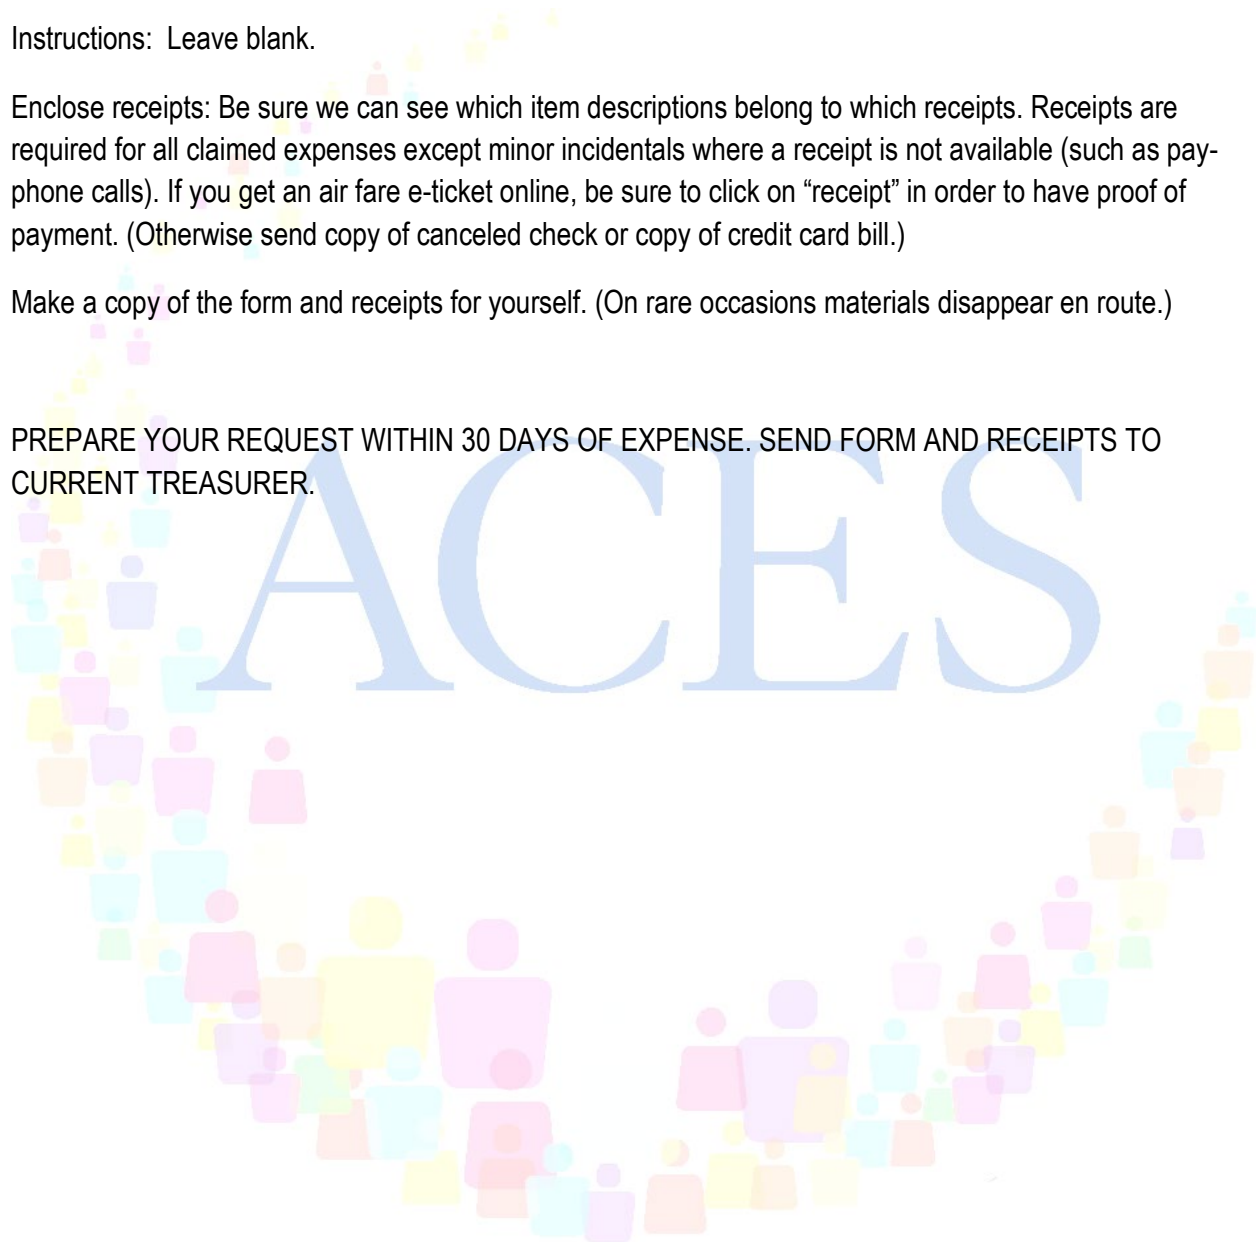 Instructions:  Leave blank.
Enclose receipts: Be sure we can see which item descriptions belong to which receipts. Receipts are
required for all claimed expenses except minor incidentals where a receipt is not available (such as pay-
phone calls). If you get an air fare e-ticket online, be sure to click on “receipt” in order to have proof of
payment. (Otherwise send copy of canceled check or copy of credit card bill.)
Make a copy of the form and receipts for yourself. (On rare occasions materials disappear en route.)
PREPARE YOUR REQUEST WITHIN 30 DAYS OF EXPENSE. SEND FORM AND RECEIPTS TO
CURRENT TREASURER.
ACES